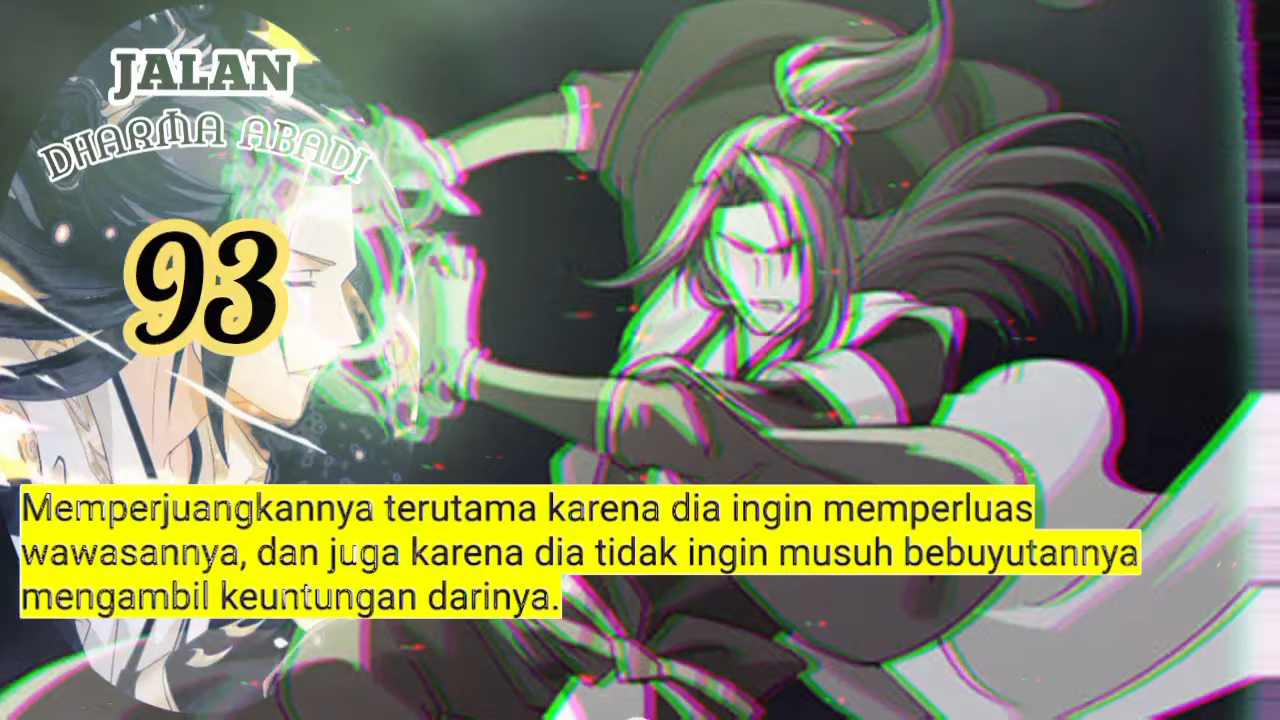 JALAN
DHARMA ABADI
93
Memperjuangkannya terutama karena dia ingin memperluas
wawasannya, dan juga karena dia tidak ingin musuh bebuyutannya
mengambil keuntungan darinya.